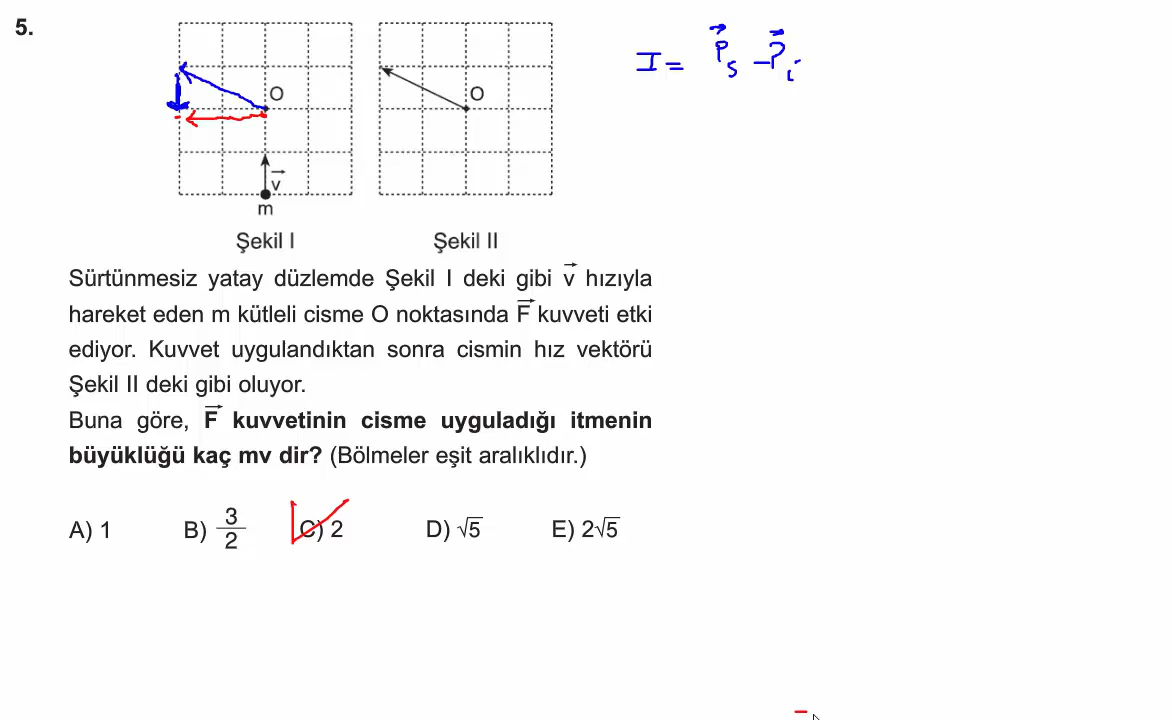 5.
I = P⃗s - P⃗i
O
O
v⃗
m
Şekil I
Şekil II
Sürtünmesiz yatay düzlemde Şekil I deki gibi v⃗ hızıyla
hareket eden m kütleli cisme O noktasında F⃗ kuvveti etki
ediyor. Kuvvet uygulandıktan sonra cismin hız vektörü
Şekil II deki gibi oluyor.
Buna göre, F⃗ kuvvetinin cisme uyguladığı itmenin
büyüklüğü kaç mv dir? (Bölmeler eşit aralıklıdır.)
A) 1 B) 3/2 C) 2 D) √5 E) 2√5